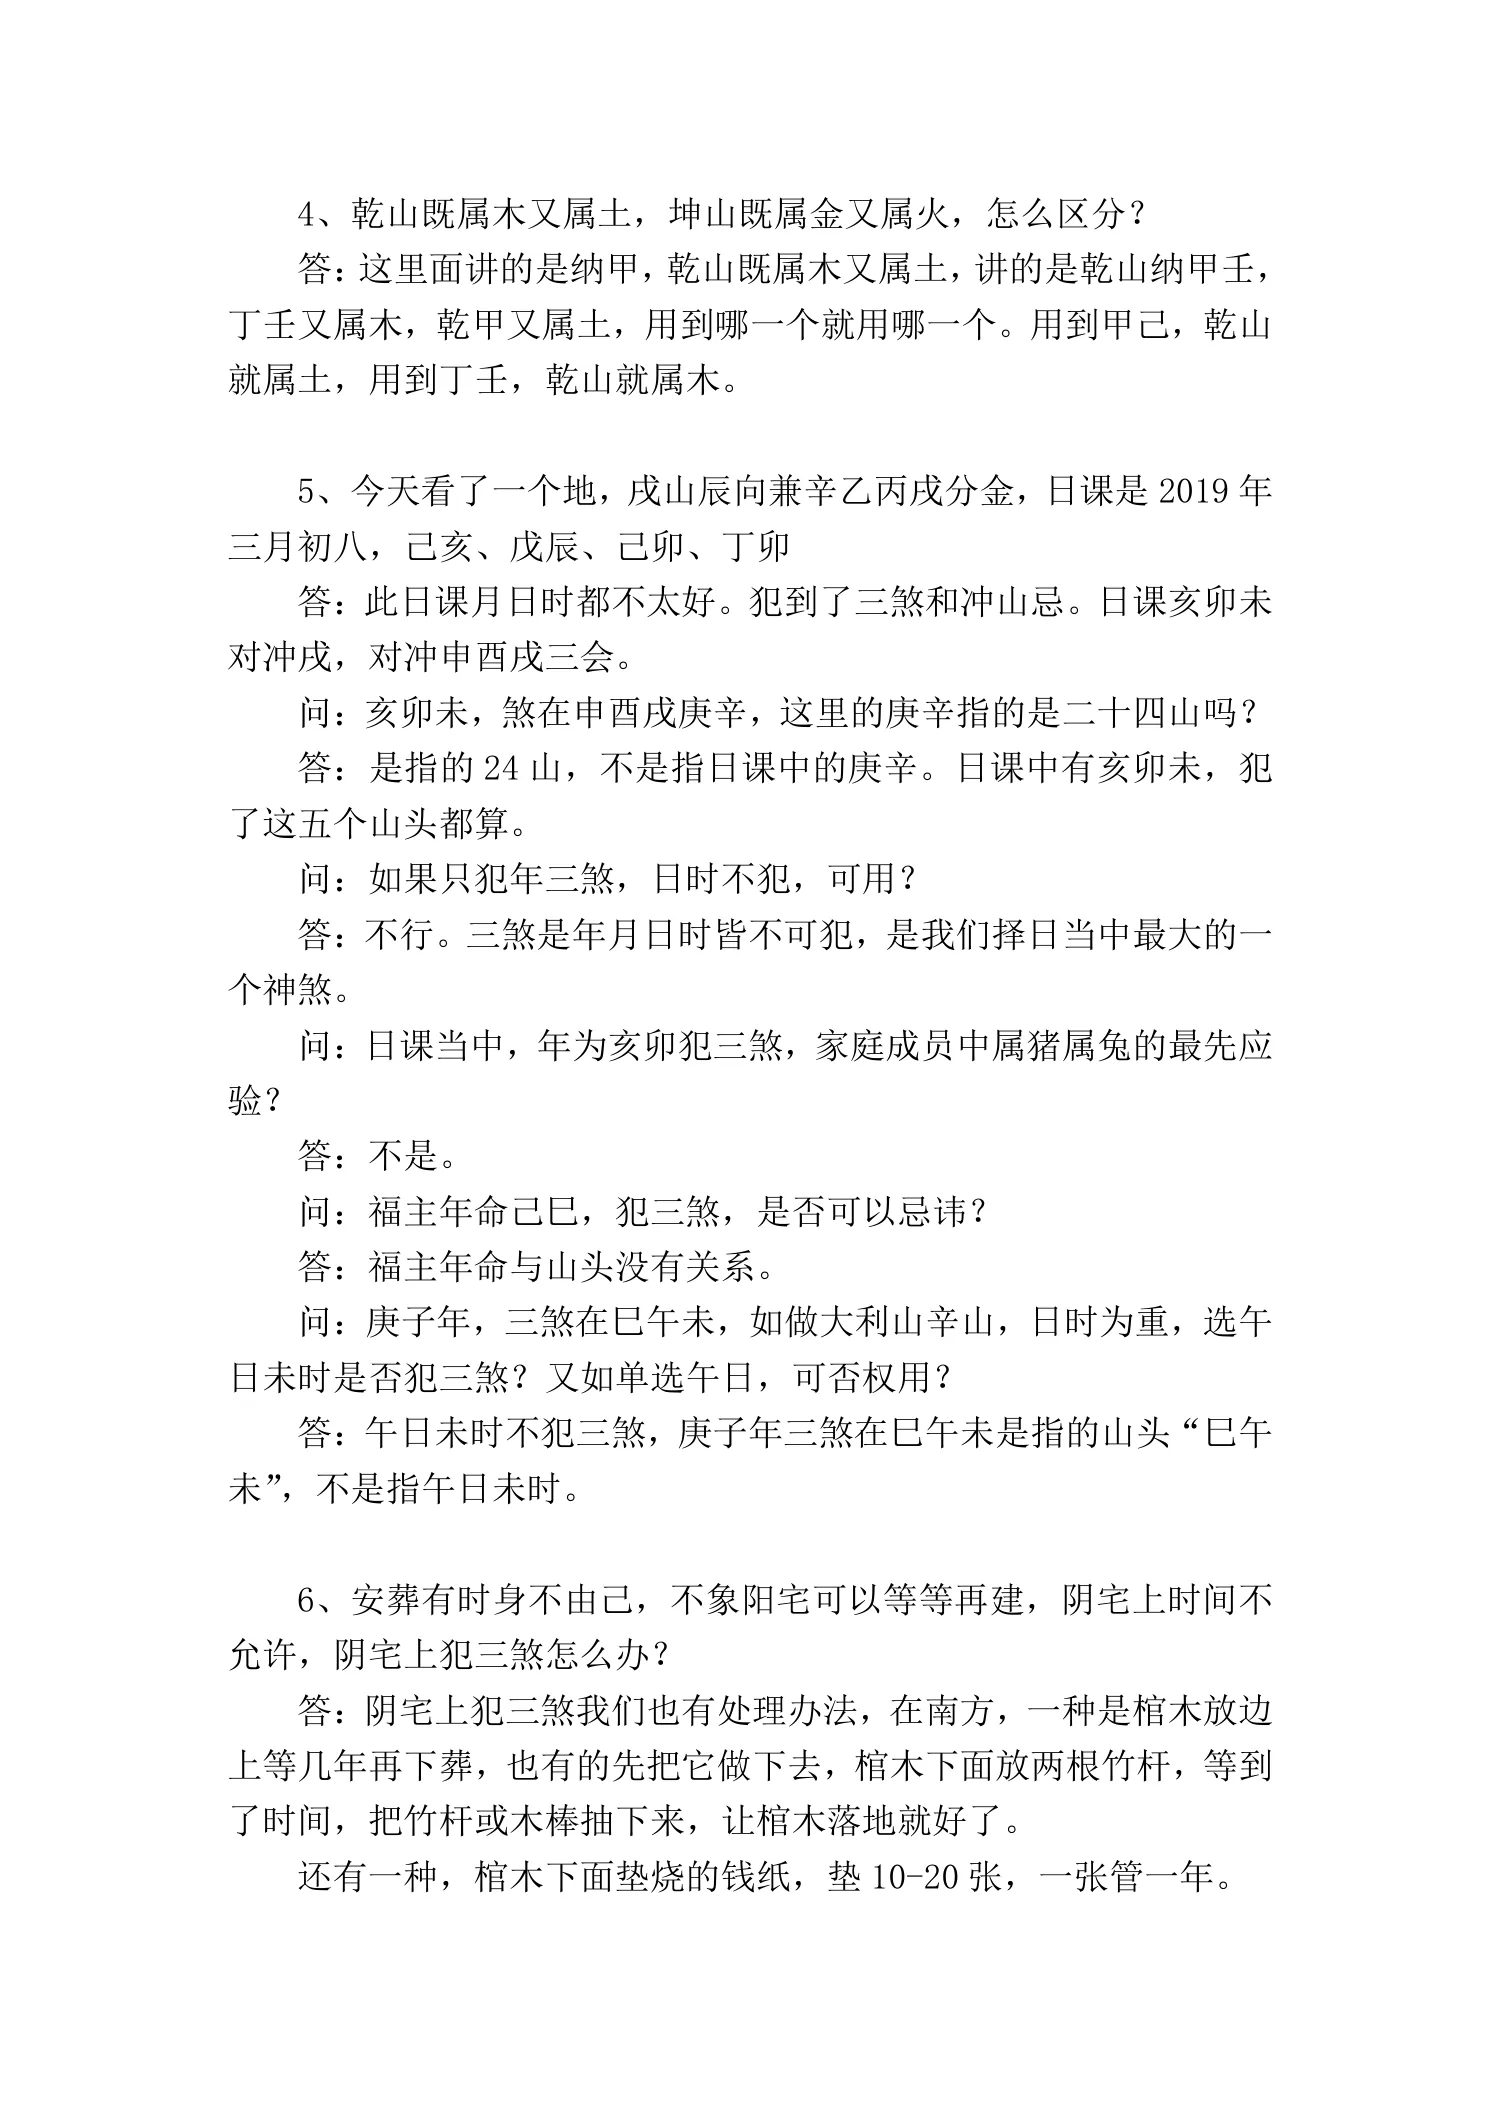 4、乾山既属木又属土，坤山既属金又属火，怎么区分？
答：这里面讲的是纳甲，乾山既属木又属土，讲的是乾山纳甲壬，
丁壬又属木，乾甲又属土，用到哪一个就用哪一个。用到甲己，乾山
就属土，用到丁壬，乾山就属木。
5、今天看了一个地，戌山辰向兼辛乙丙戌分金，日课是 2019 年
三月初八，己亥、戊辰、己卯、丁卯
答：此日课月日时都不太好。犯到了三煞和冲山忌。日课亥卯未
对冲戌，对冲申酉戌三会。
问：亥卯未，煞在申酉戌庚辛，这里的庚辛指的是二十四山吗？
答：是指的 24 山，不是指日课中的庚辛。日课中有亥卯未，犯
了这五个山头都算。
问：如果只犯年三煞，日时不犯，可用？
答：不行。三煞是年月日时皆不可犯，是我们择日当中最大的一
个神煞。
问：日课当中，年为亥卯犯三煞，家庭成员中属猪属兔的最先应
验？
答：不是。
问：福主年命己巳，犯三煞，是否可以忌讳？
答：福主年命与山头没有关系。
问：庚子年，三煞在巳午未，如做大利山辛山，日时为重，选午
日未时是否犯三煞？又如单选午日，可否权用？
答：午日未时不犯三煞，庚子年三煞在巳午未是指的山头“巳午
未”，不是指午日未时。
6、安葬有时身不由己，不象阳宅可以等等再建，阴宅上时间不
允许，阴宅上犯三煞怎么办？
答：阴宅上犯三煞我们也有处理办法，在南方，一种是棺木放边
上等几年再下葬，也有的先把它做下去，棺木下面放两根竹杆，等到
了时间，把竹杆或木棒抽下来，让棺木落地就好了。
还有一种，棺木下面垫烧的钱纸，垫 10-20 张，一张管一年。